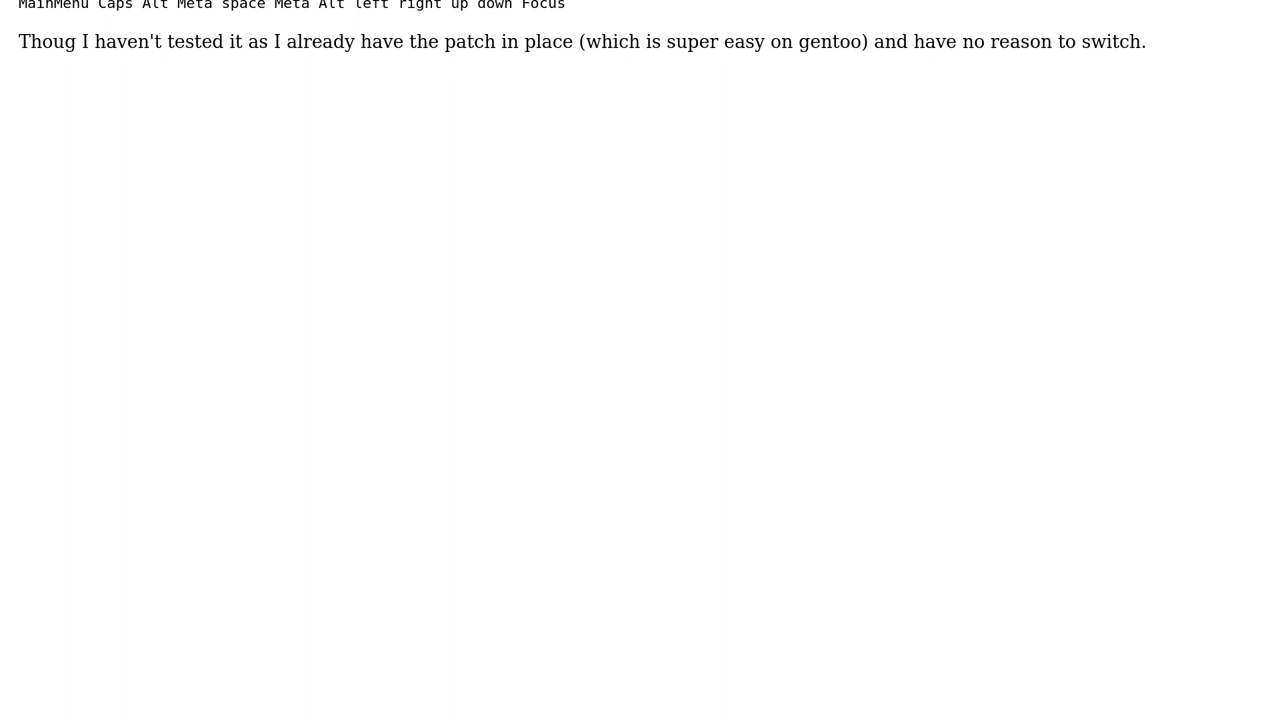 MainMenu Caps Alt Meta space Meta Alt left right up down Focus
Thoug I haven't tested it as I already have the patch in place (which is super easy on gentoo) and have no reason to switch.